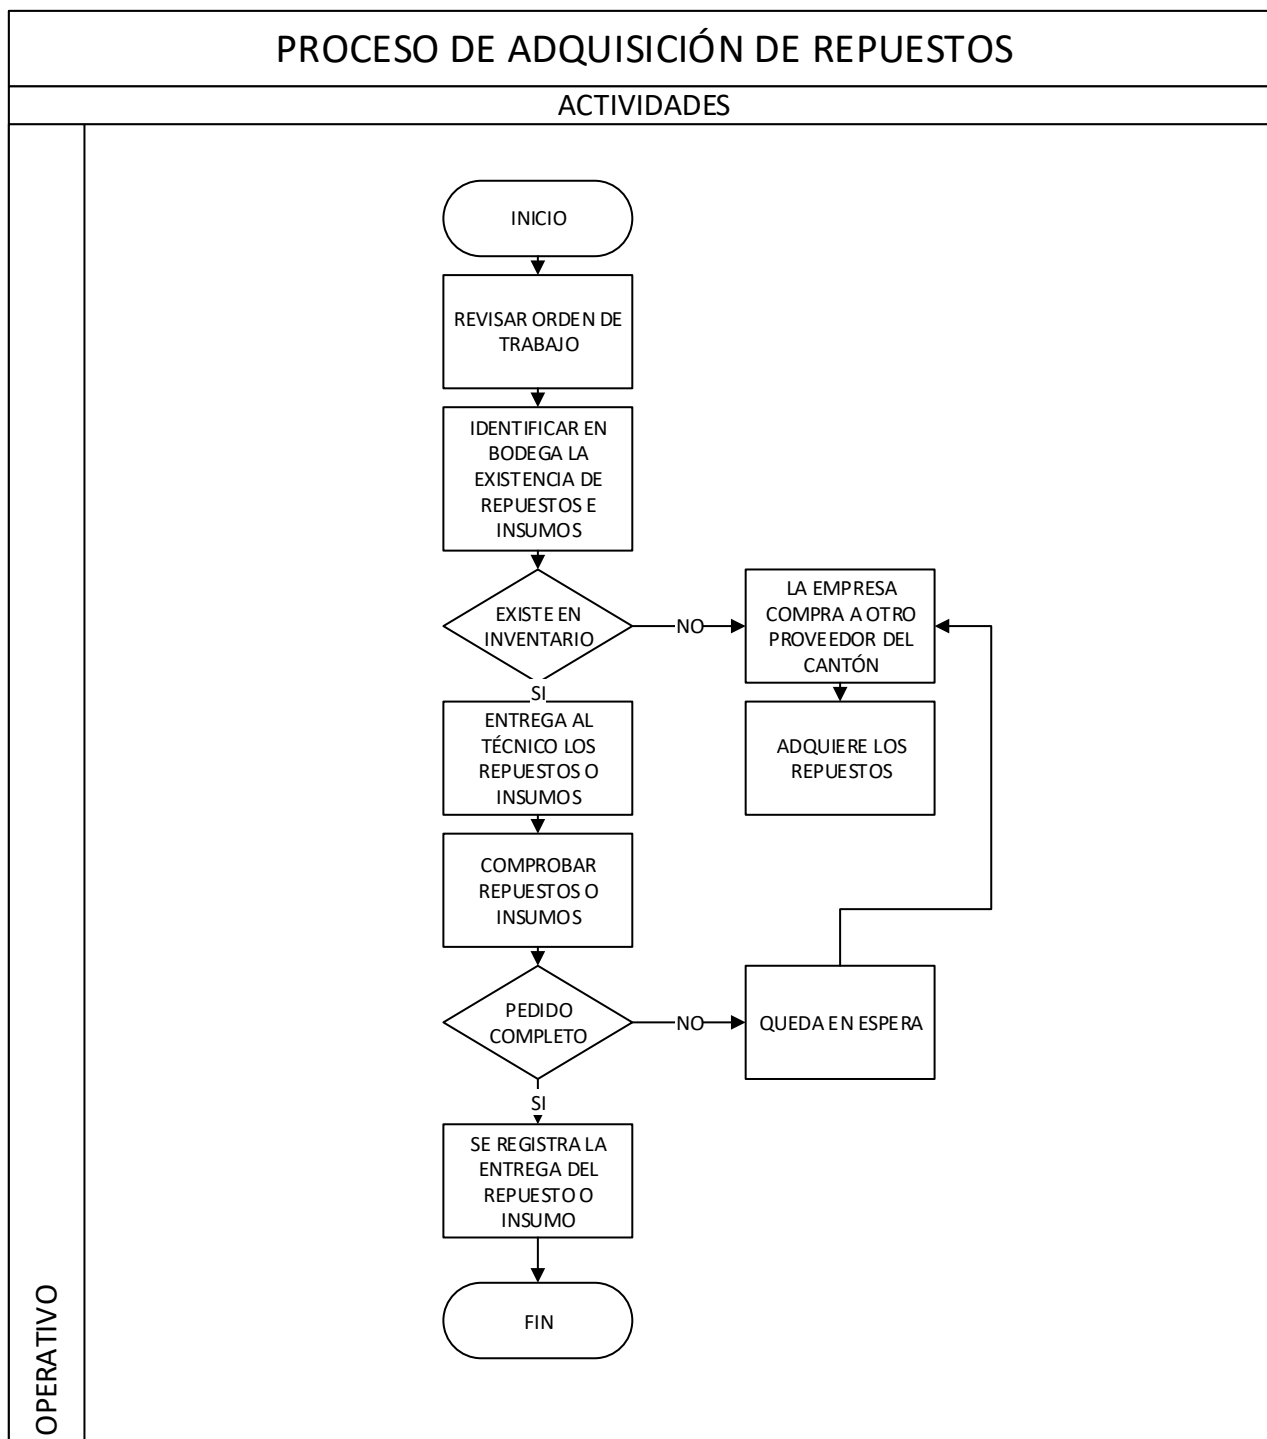 PROCESO DE ADQUISICIÓN DE REPUESTOS
ACTIVIDADES
INICIO
REVISAR ORDEN DE
TRABAJO
IDENTIFICAR EN
BODEGA LA
EXISTENCIA DE
REPUESTOS E
INSUMOS
EXISTE EN
INVENTARIO
NO
LA EMPRESA
COMPRA A OTRO
PROVEEDOR DEL
CANTÓN
SI
ENTREGA AL
TÉCNICO LOS
REPUESTOS O
INSUMOS
ADQUIERE LOS
REPUESTOS
COMPROBAR
REPUESTOS O
INSUMOS
PEDIDO
COMPLETO
NO
QUEDA EN ESPERA
SI
SE REGISTRA LA
ENTREGA DEL
REPUESTO O
INSUMO
FIN
OPERATIVO